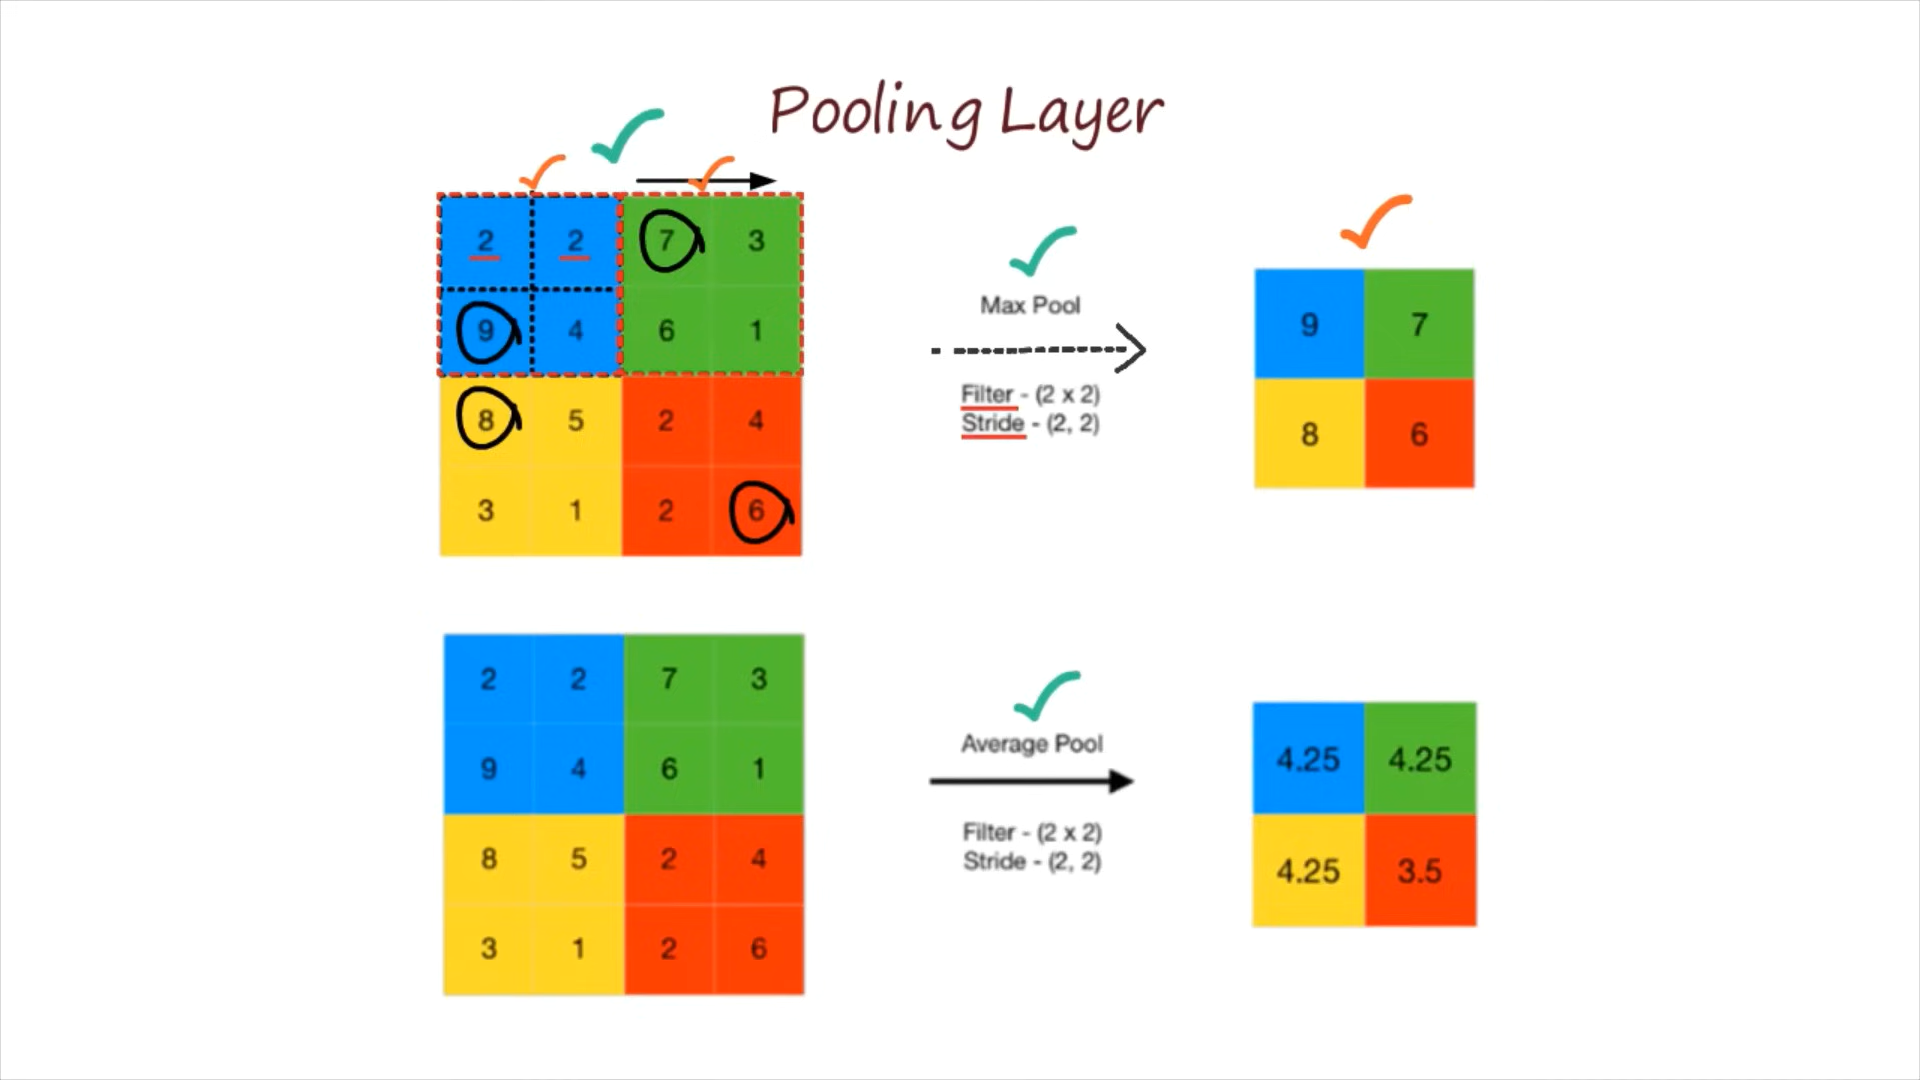 Pooling Layer
2 2 7 3
9 4 6 1
8 5 2 4
3 1 2 6
Max Pool
Filter - (2 x 2)
Stride - (2, 2)
9 7
8 6
2 2 7 3
9 4 6 1
8 5 2 4
3 1 2 6
Average Pool
Filter - (2 x 2)
Stride - (2, 2)
4.25 4.25
4.25 3.5